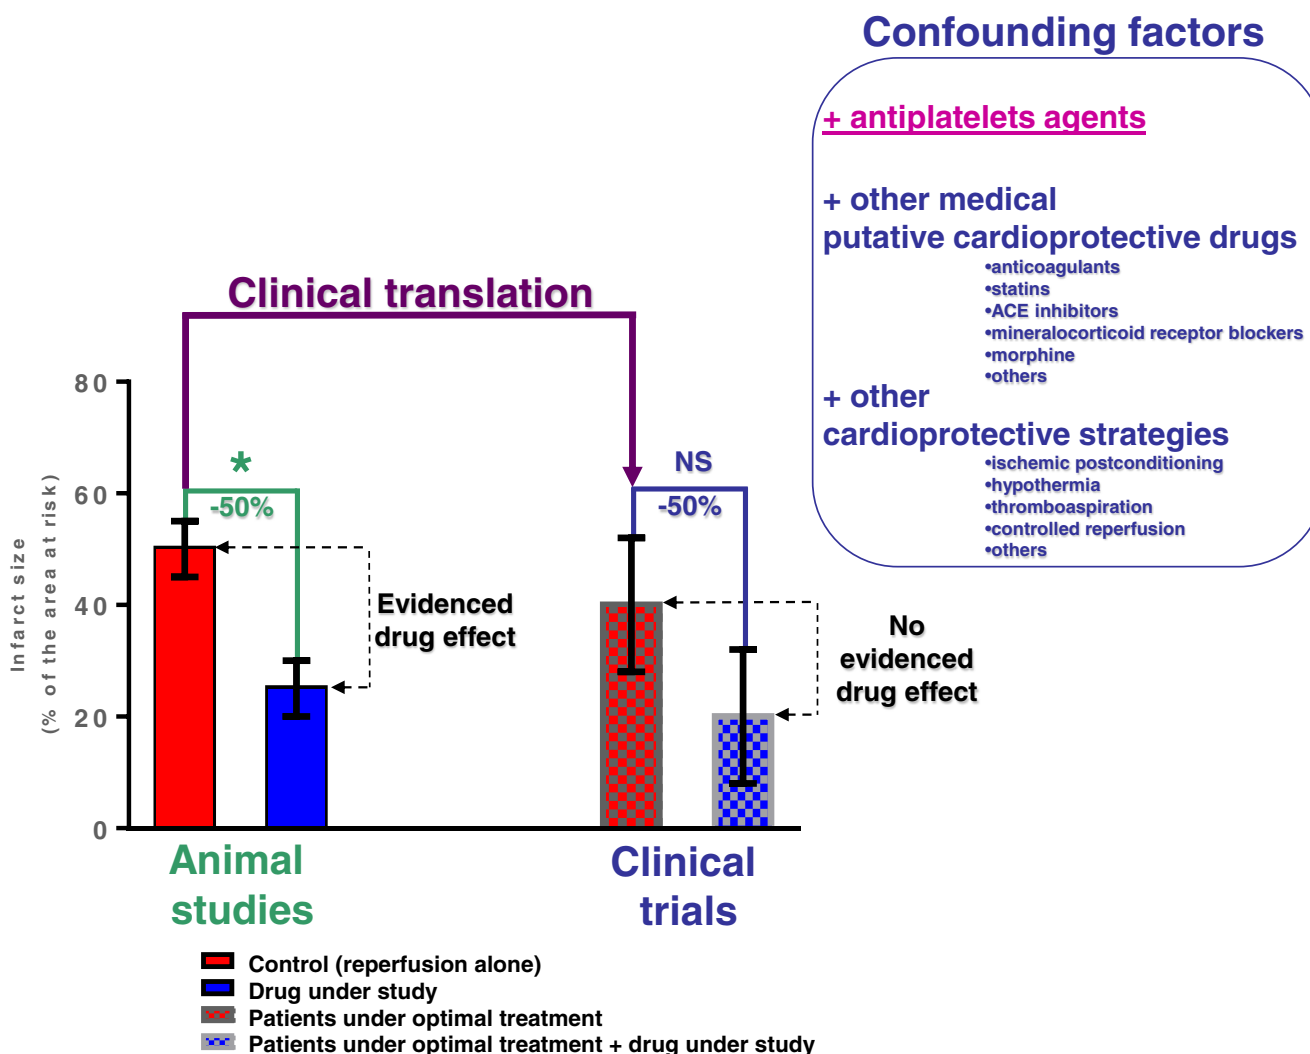 Confounding factors
+ antiplatelets agents
+ other medical
putative cardioprotective drugs
•anticoagulants
•statins
•ACE inhibitors
•mineralocorticoid receptor blockers
•morphine
•others
+ other
cardioprotective strategies
•ischemic postconditioning
•hypothermia
•thromboaspiration
•controlled reperfusion
•others
Clinical translation
Infarct size
(% of the area at risk)
80
60
40
20
0
*
-50%
Evidenced
drug effect
NS
-50%
No
evidenced
drug effect
Animal
studies
Clinical
trials
Control (reperfusion alone)
Drug under study
Patients under optimal treatment
Patients under optimal treatment + drug under study